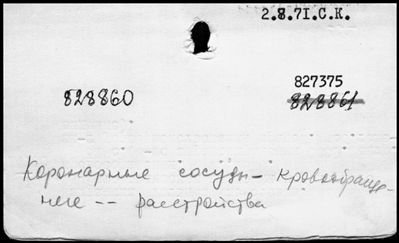 2.8.71.С.К.
827375
828860 828861
Коронарные сосуды - кровообраще-
ние -- расстройства